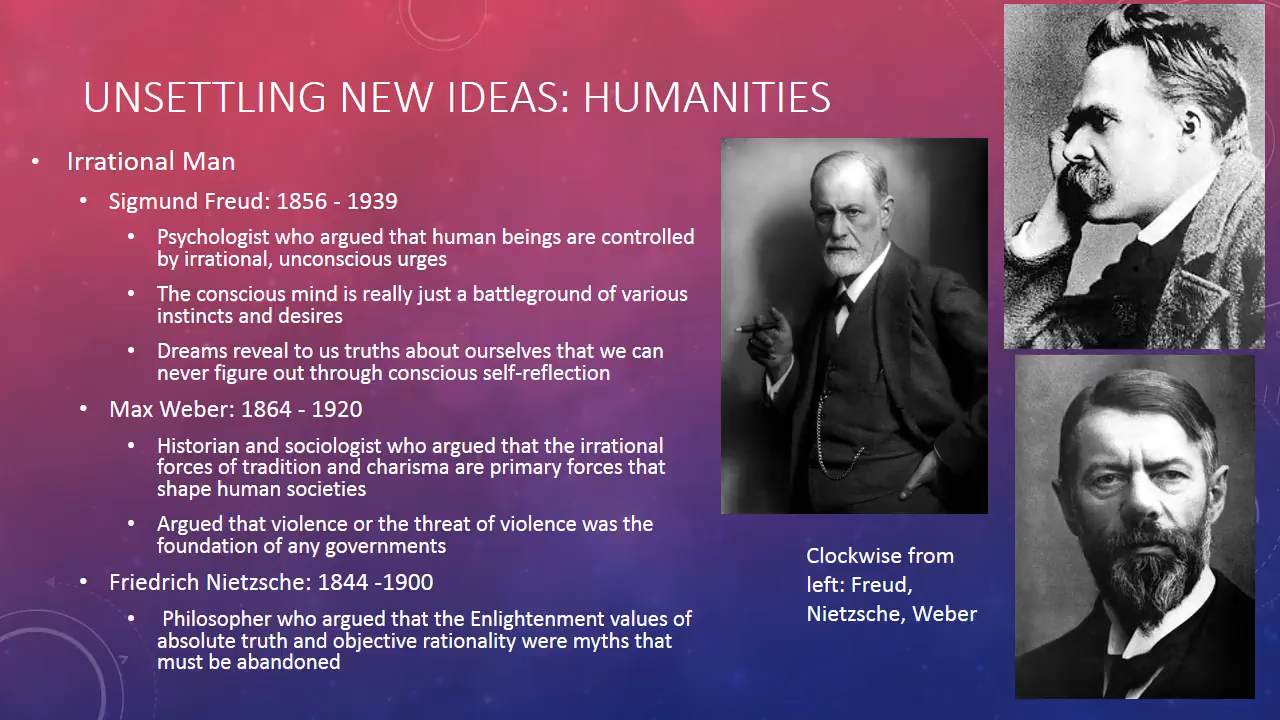 UNSETTLING NEW IDEAS: HUMANITIES
• Irrational Man
• Sigmund Freud: 1856 - 1939
• Psychologist who argued that human beings are controlled
by irrational, unconscious urges
• The conscious mind is really just a battleground of various
instincts and desires
• Dreams reveal to us truths about ourselves that we can
never figure out through conscious self-reflection
• Max Weber: 1864 - 1920
• Historian and sociologist who argued that the irrational
forces of tradition and charisma are primary forces that
shape human societies
• Argued that violence or the threat of violence was the
foundation of any governments
• Friedrich Nietzsche: 1844 -1900
• Philosopher who argued that the Enlightenment values of
absolute truth and objective rationality were myths that
must be abandoned
Clockwise from
left: Freud,
Nietzsche, Weber